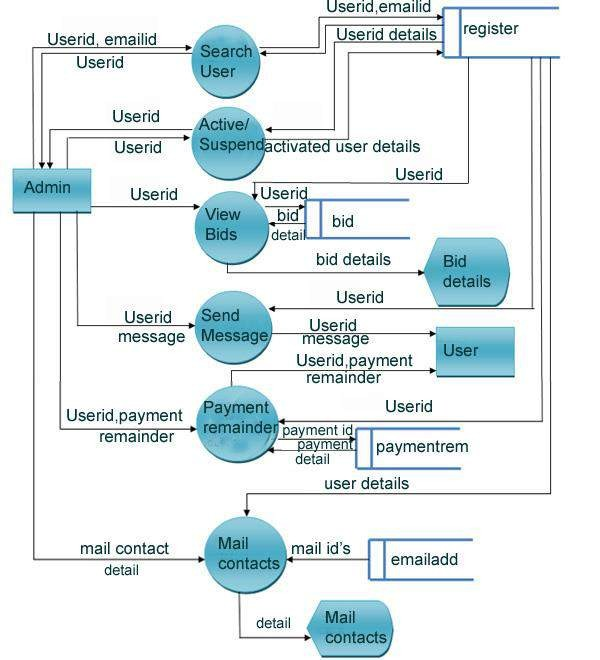 Userid,emailid
register
Userid, emailid
Userid details
Search
User
Userid
Userid
Active/
Suspend
activated user details
Userid
Userid
Admin
Userid
Userid
View
Bids
bid
detail
bid
bid details
Bid
details
Userid
Send
Message
Userid
message
Userid
message
User
Userid,payment
remainder
Payment
remainder
Userid
Userid,payment
remainder
payment id
payment
detail
paymentrem
user details
Mail
contacts
mail contact
detail
mail id's
emailadd
detail
Mail
contacts